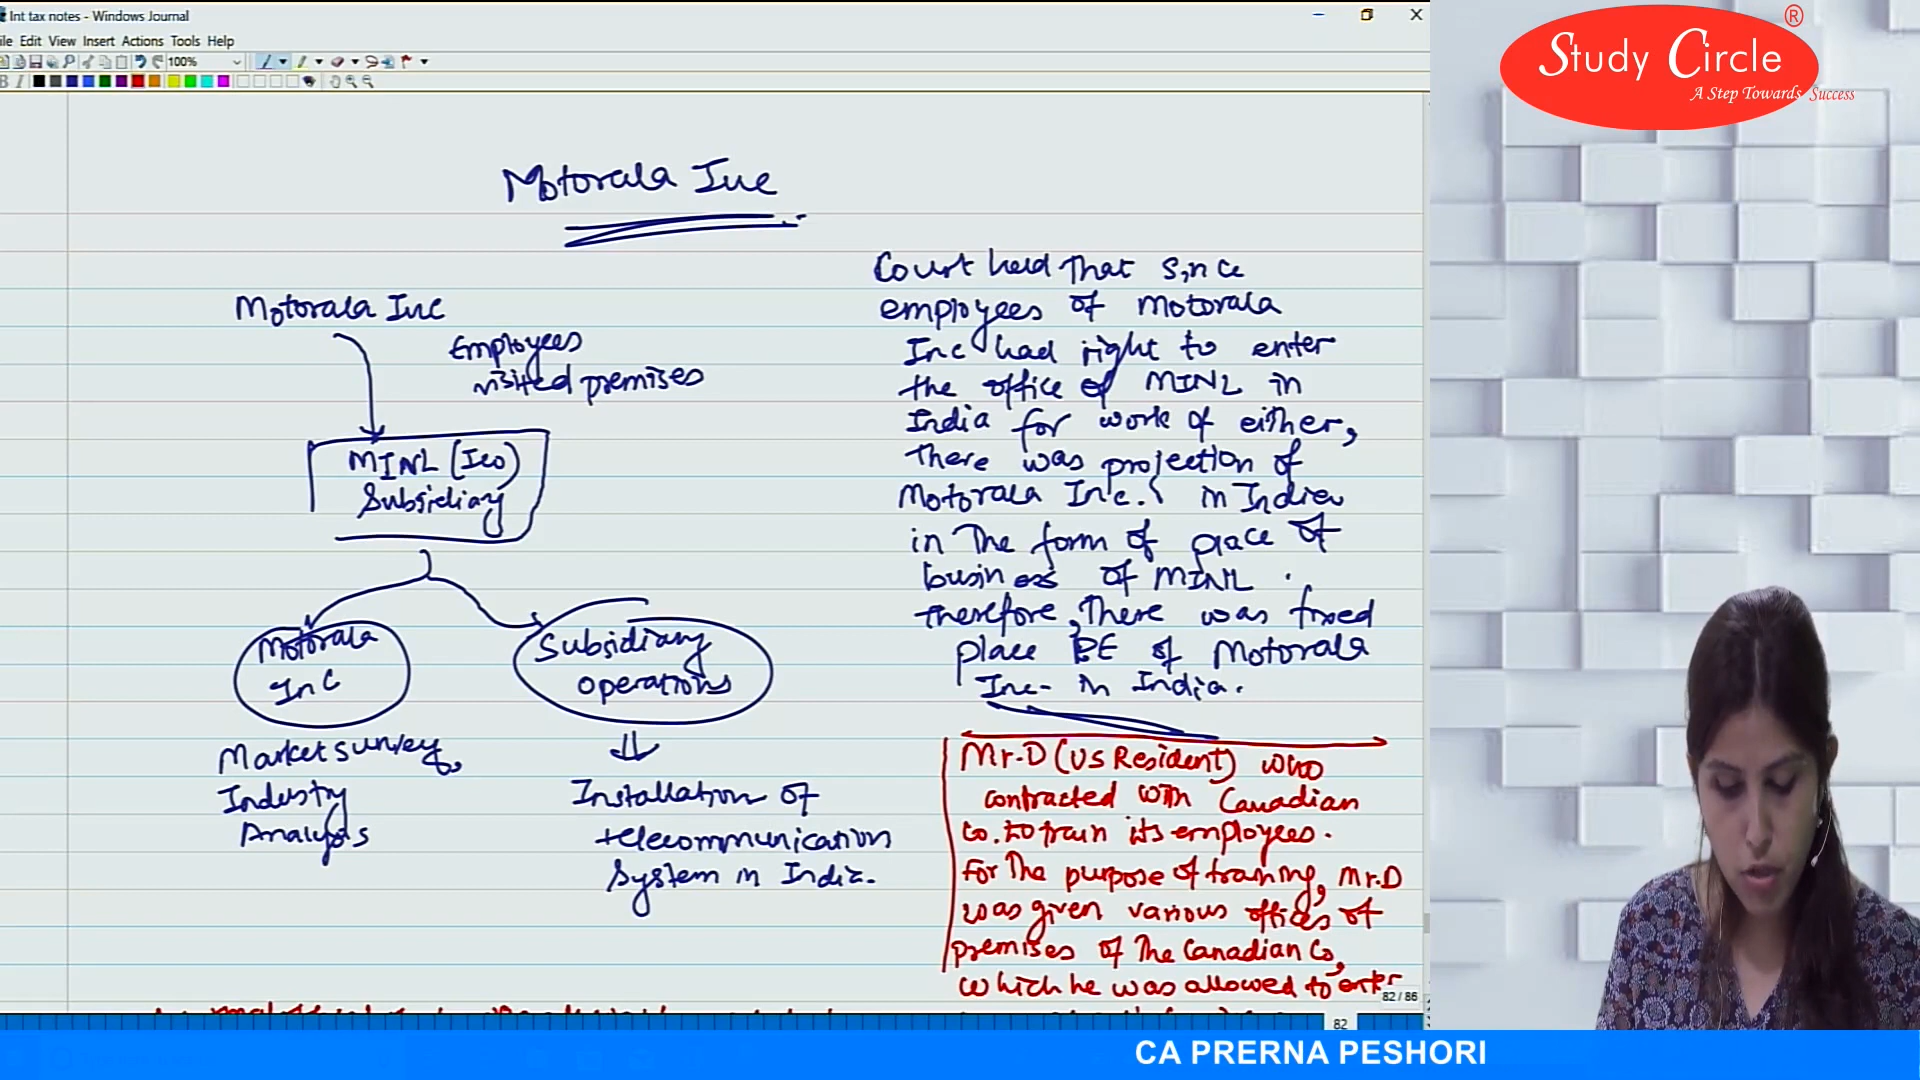 Int tax notes - Windows Journal
ile Edit View Insert Actions Tools Help
100%
B I
Study Circle ®
A Step Towards Success
Motorala Inc
Motorala Inc
Employees
visited premises
MINL (Ico)
Subsidiary
Motorala
Inc
Subsidiary
operations
Market survey,
Industry
Analysis
Installation of
telecommunication
System in India.
Court held that since
employees of Motorala
Inc had right to enter
the office of MINL in
India for work of either,
there was projection of
Motorala Inc. in India
in the form of place of
business of MINL.
therefore, there was fixed
place PE of Motorala
Inc- in India.
Mr.D (US Resident) who
contracted with Canadian
Co. to train its employees.
For the purpose of training, Mr.D
was given various offices of
premises of the Canadian Co,
which he was allowed to enter
82 / 86
82
CA PRERNA PESHORI